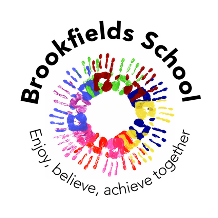 Brookfields School
Enjoy, believe, achieve together